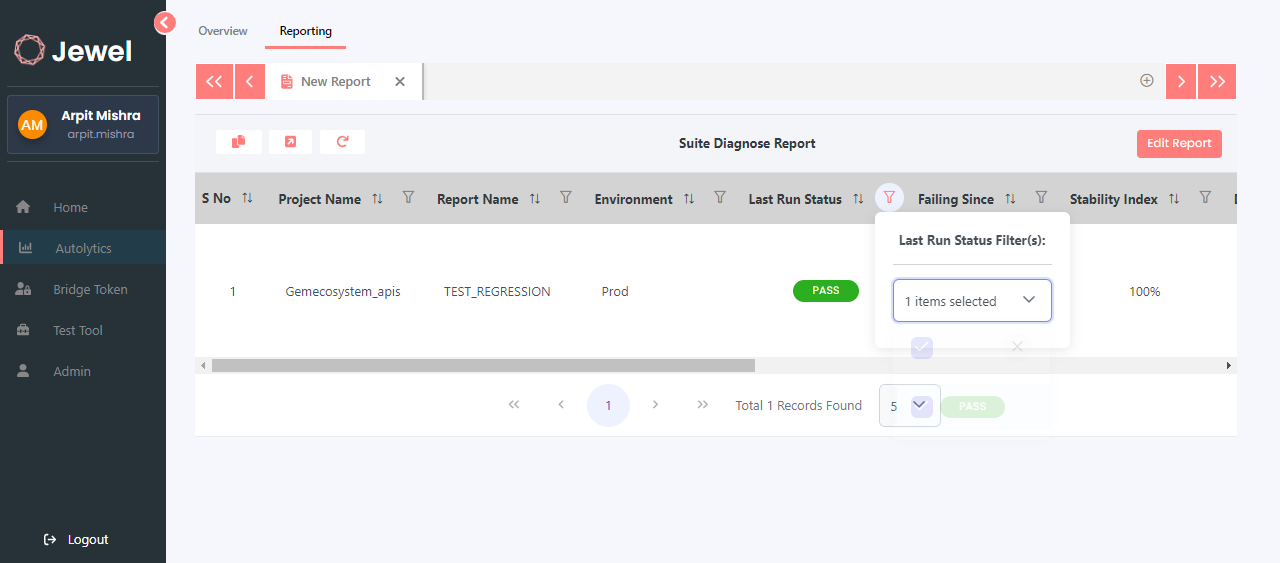 Jewel
AM
Arpit Mishra
arpit.mishra
Home
Autolytics
Bridge Token
Test Tool
Admin
Logout
Overview
Reporting
New Report
Suite Diagnose Report
Edit Report
S No
Project Name
Report Name
Environment
Last Run Status
Failing Since
Stability Index
1
Gemecosystem_apis
TEST_REGRESSION
Prod
PASS
100%
Last Run Status Filter(s):
1 items selected
PASS
1
Total 1 Records Found
5